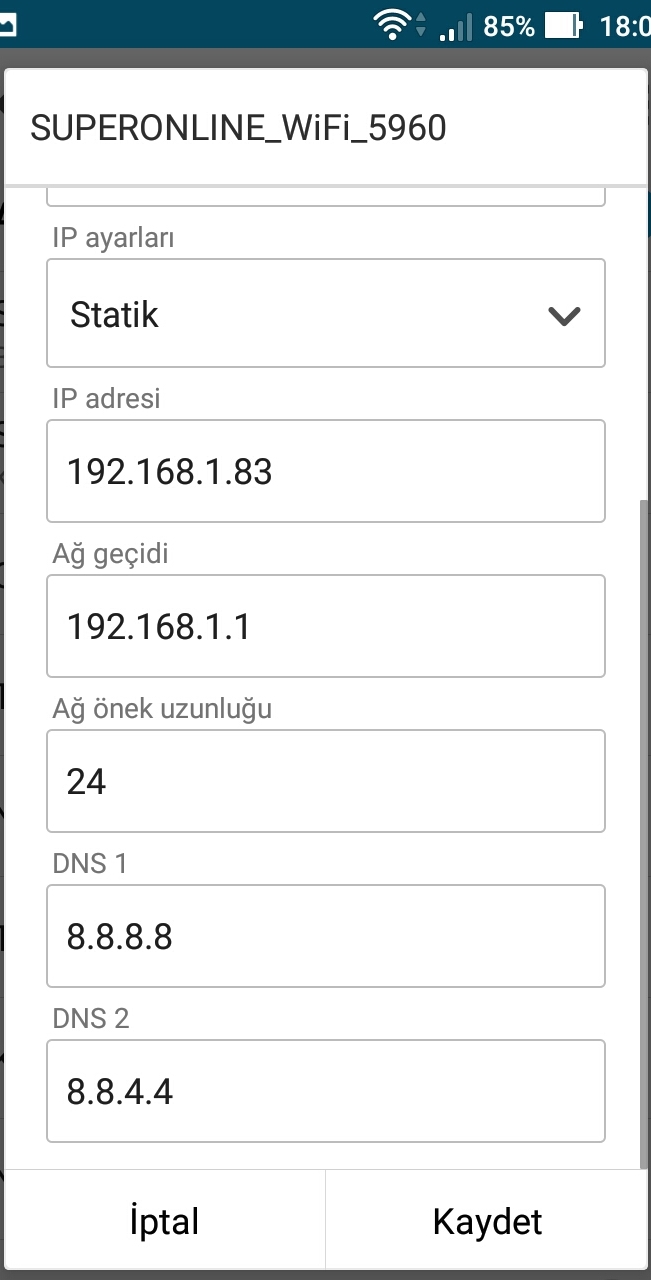 85% 18:0
SUPERONLINE_WiFi_5960
IP ayarları
Statik
IP adresi
192.168.1.83
Ağ geçidi
192.168.1.1
Ağ önek uzunluğu
24
DNS 1
8.8.8.8
DNS 2
8.8.4.4
İptal Kaydet